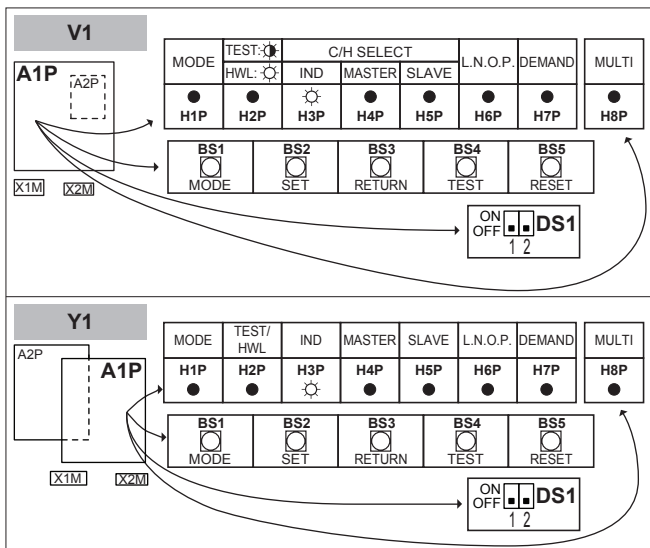 V1
A1P
A2P
X1M X2M
MODE TEST: C/H SELECT L.N.O.P. DEMAND MULTI
HWL: IND MASTER SLAVE
H1P H2P H3P H4P H5P H6P H7P H8P
BS1 BS2 BS3 BS4 BS5
MODE SET RETURN TEST RESET
ON
OFF DS1
1 2
Y1
A2P
A1P
X1M X2M
MODE TEST/ IND MASTER SLAVE L.N.O.P. DEMAND MULTI
HWL
H1P H2P H3P H4P H5P H6P H7P H8P
BS1 BS2 BS3 BS4 BS5
MODE SET RETURN TEST RESET
ON
OFF DS1
1 2